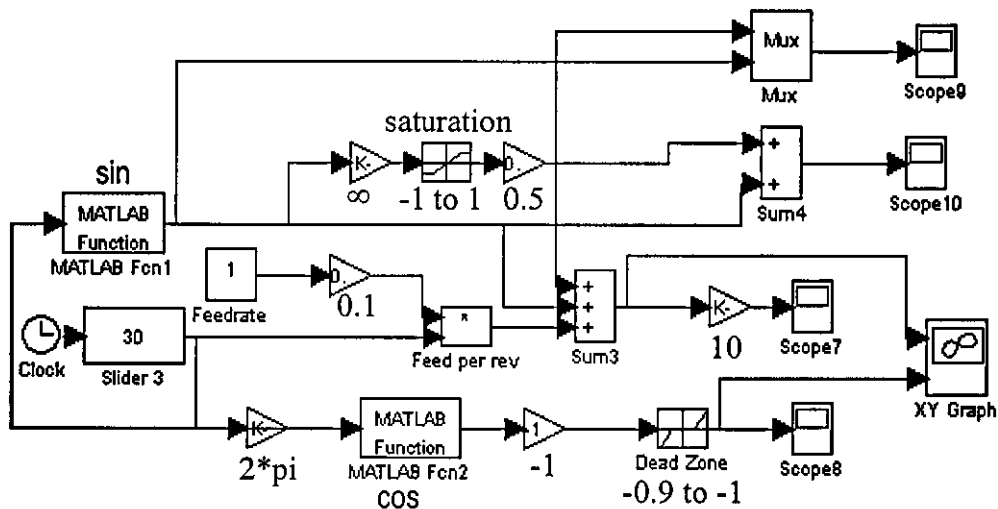 Mux
Mux
Scope9
saturation
K-
0.
∞
-1 to 1
0.5
+
+
Sum4
Scope10
sin
MATLAB
Function
MATLAB Fcn1
1
Feedrate
0.
0.1
*
Feed per rev
+
+
+
Sum3
K-
10
Scope7
Clock
30
Slider 3
XY Graph
K-
2*pi
MATLAB
Function
MATLAB Fcn2
COS
-1
Dead Zone
-0.9 to -1
Scope8